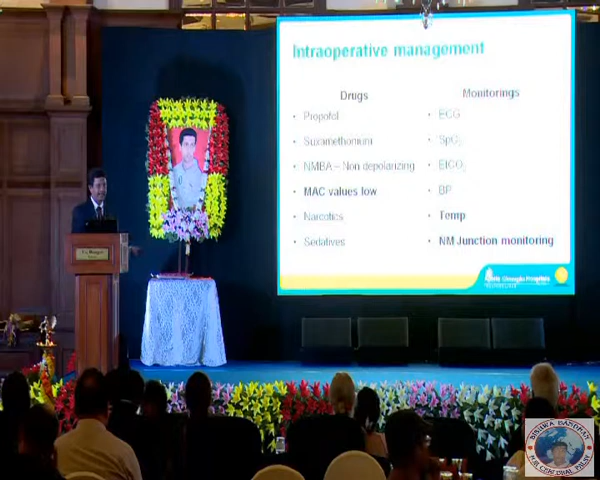 Intraoperative management
Drugs
• Propofol
• Suxamethonium
• NMBA – Non depolarizing
• MAC values low
• Narcotics
• Sedatives
Monitorings
• ECG
• SpO₂
• EtCO₂
• BP
• Temp
• NM Junction monitoring
Hospitals